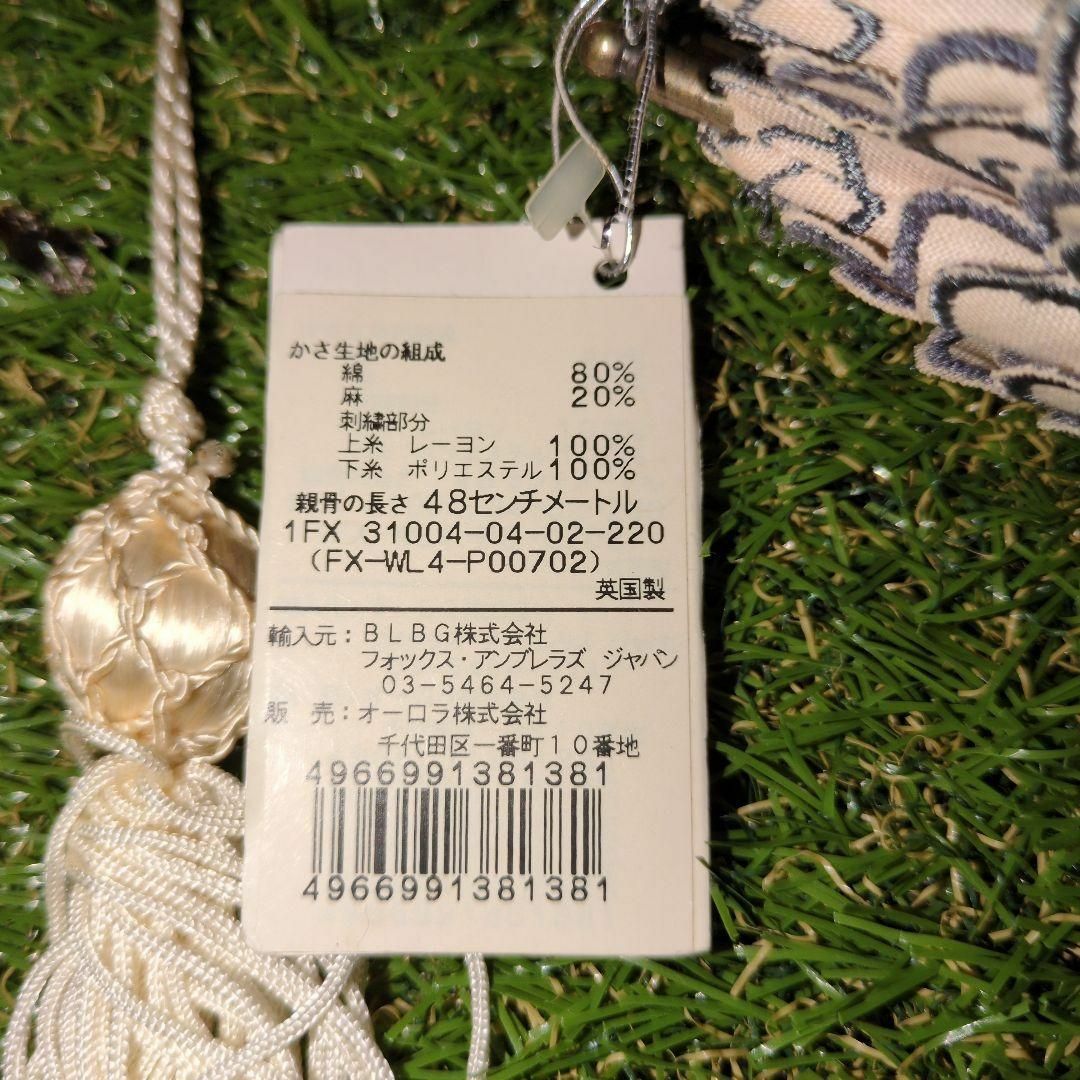 かさ生地の組成
綿 80%
麻 20%
刺繍部分
上糸 レーヨン 100%
下糸 ポリエステル 100%
親骨の長さ 48センチメートル
1FX 31004-04-02-220
(FX-WL4-P00702)
英国製
輸入元：BLBG株式会社
フォックス・アンブレラズ ジャパン
03-5464-5247
販 売：オーロラ株式会社
千代田区一番町10番地
4966991381381
4966991381381